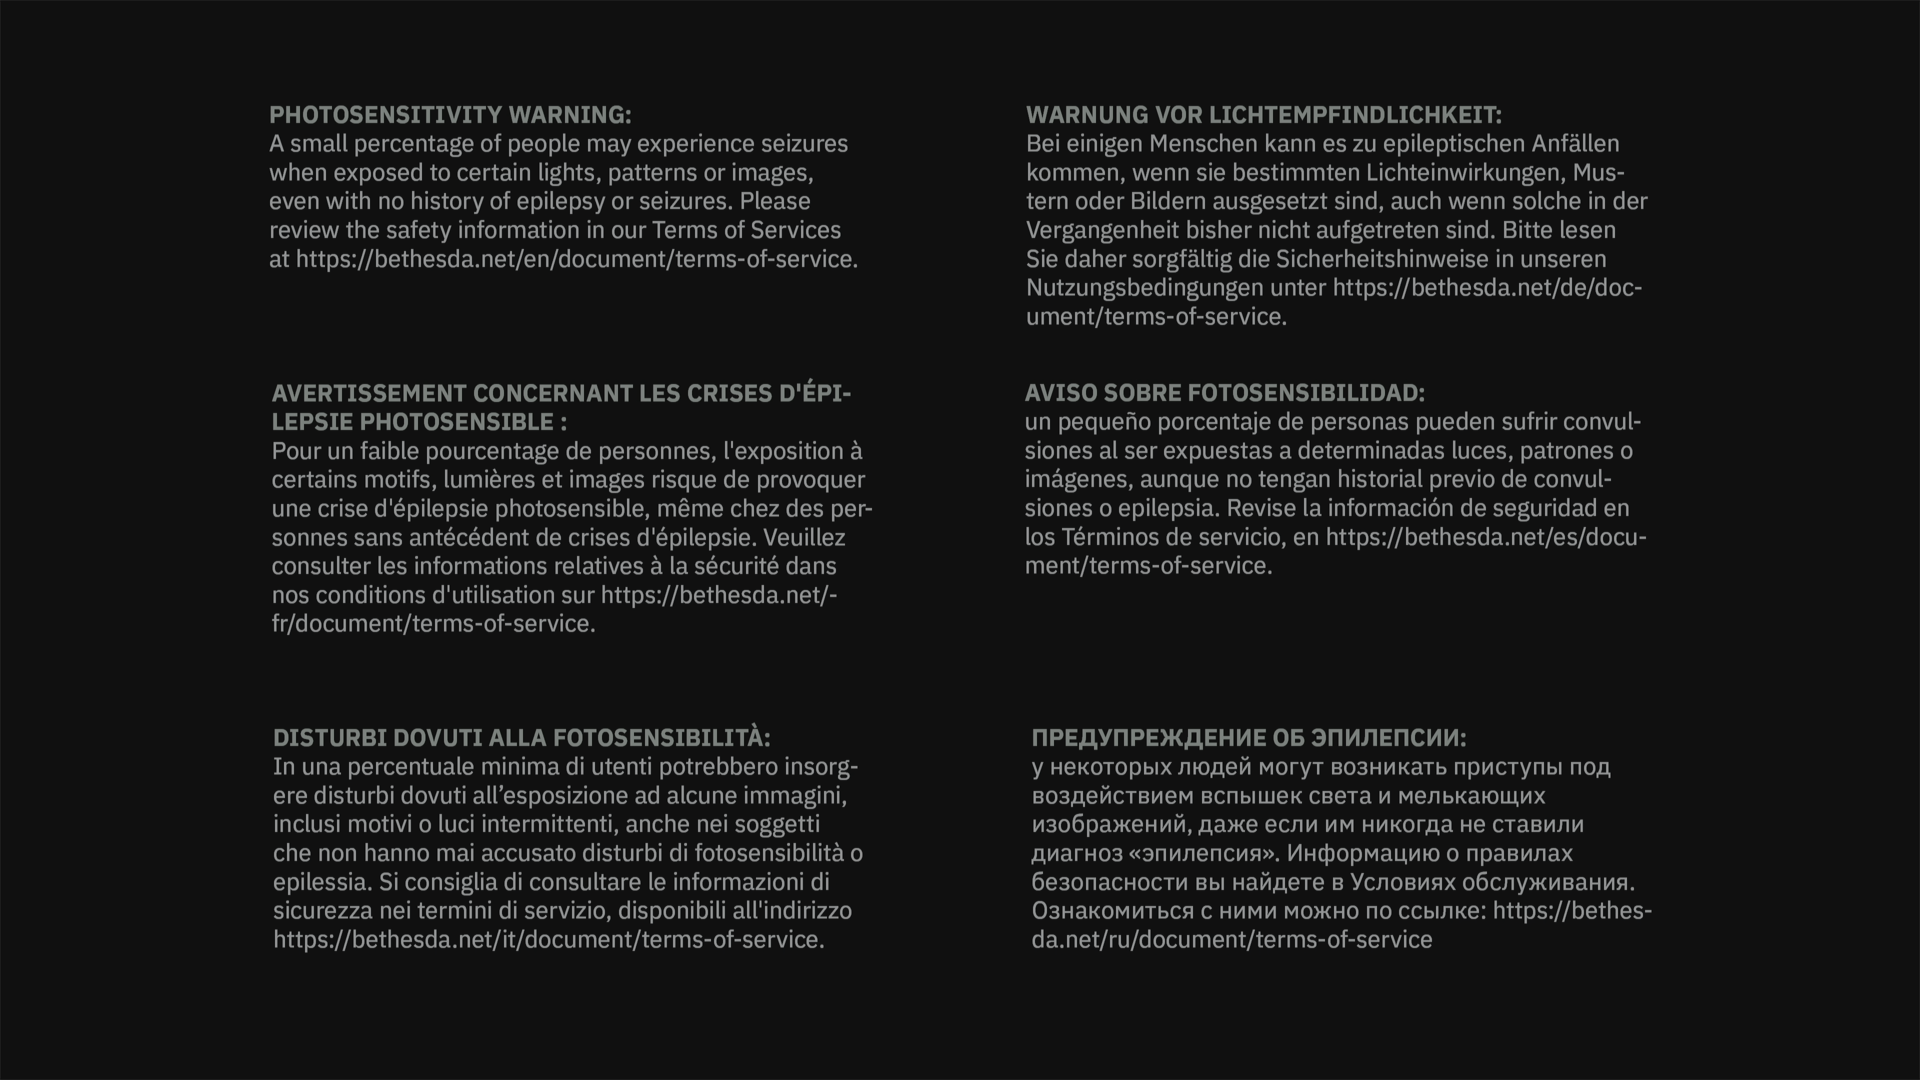 PHOTOSENSITIVITY WARNING:
A small percentage of people may experience seizures
when exposed to certain lights, patterns or images,
even with no history of epilepsy or seizures. Please
review the safety information in our Terms of Services
at https://bethesda.net/en/document/terms-of-service.
WARNUNG VOR LICHTEMPFINDLICHKEIT:
Bei einigen Menschen kann es zu epileptischen Anfällen
kommen, wenn sie bestimmten Lichteinwirkungen, Mus-
tern oder Bildern ausgesetzt sind, auch wenn solche in der
Vergangenheit bisher nicht aufgetreten sind. Bitte lesen
Sie daher sorgfältig die Sicherheitshinweise in unseren
Nutzungsbedingungen unter https://bethesda.net/de/doc-
ument/terms-of-service.
AVERTISSEMENT CONCERNANT LES CRISES D'ÉPI-
LEPSIE PHOTOSENSIBLE :
Pour un faible pourcentage de personnes, l'exposition à
certains motifs, lumières et images risque de provoquer
une crise d'épilepsie photosensible, même chez des per-
sonnes sans antécédent de crises d'épilepsie. Veuillez
consulter les informations relatives à la sécurité dans
nos conditions d'utilisation sur https://bethesda.net/-
fr/document/terms-of-service.
AVISO SOBRE FOTOSENSIBILIDAD:
un pequeño porcentaje de personas pueden sufrir convul-
siones al ser expuestas a determinadas luces, patrones o
imágenes, aunque no tengan historial previo de convul-
siones o epilepsia. Revise la información de seguridad en
los Términos de servicio, en https://bethesda.net/es/docu-
ment/terms-of-service.
DISTURBI DOVUTI ALLA FOTOSENSIBILITÀ:
In una percentuale minima di utenti potrebbero insorg-
ere disturbi dovuti all’esposizione ad alcune immagini,
inclusi motivi o luci intermittenti, anche nei soggetti
che non hanno mai accusato disturbi di fotosensibilità o
epilessia. Si consiglia di consultare le informazioni di
sicurezza nei termini di servizio, disponibili all'indirizzo
https://bethesda.net/it/document/terms-of-service.
ПРЕДУПРЕЖДЕНИЕ ОБ ЭПИЛЕПСИИ:
у некоторых людей могут возникать приступы под
воздействием вспышек света и мелькающих
изображений, даже если им никогда не ставили
диагноз «эпилепсия». Информацию о правилах
безопасности вы найдете в Условиях обслуживания.
Ознакомиться с ними можно по ссылке: https://bethes-
da.net/ru/document/terms-of-service